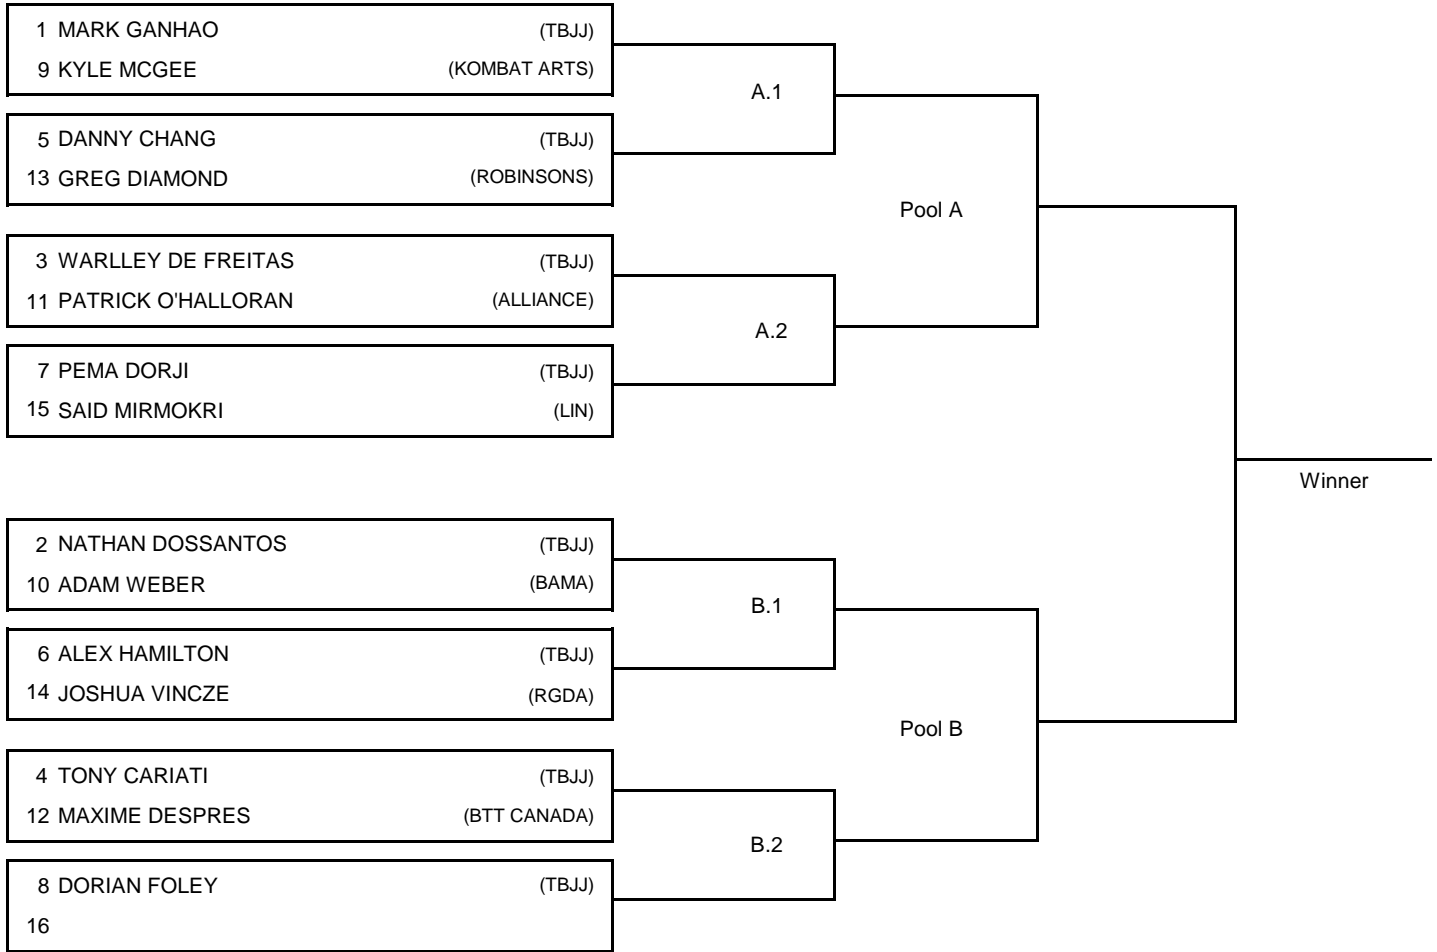 1 MARK GANHAO (TBJJ)
9 KYLE MCGEE (KOMBAT ARTS)
A.1
5 DANNY CHANG (TBJJ)
13 GREG DIAMOND (ROBINSONS)
Pool A
3 WARLLEY DE FREITAS (TBJJ)
11 PATRICK O'HALLORAN (ALLIANCE)
A.2
7 PEMA DORJI (TBJJ)
15 SAID MIRMOKRI (LIN)
Winner
2 NATHAN DOSSANTOS (TBJJ)
10 ADAM WEBER (BAMA)
B.1
6 ALEX HAMILTON (TBJJ)
14 JOSHUA VINCZE (RGDA)
Pool B
4 TONY CARIATI (TBJJ)
12 MAXIME DESPRES (BTT CANADA)
B.2
8 DORIAN FOLEY (TBJJ)
16